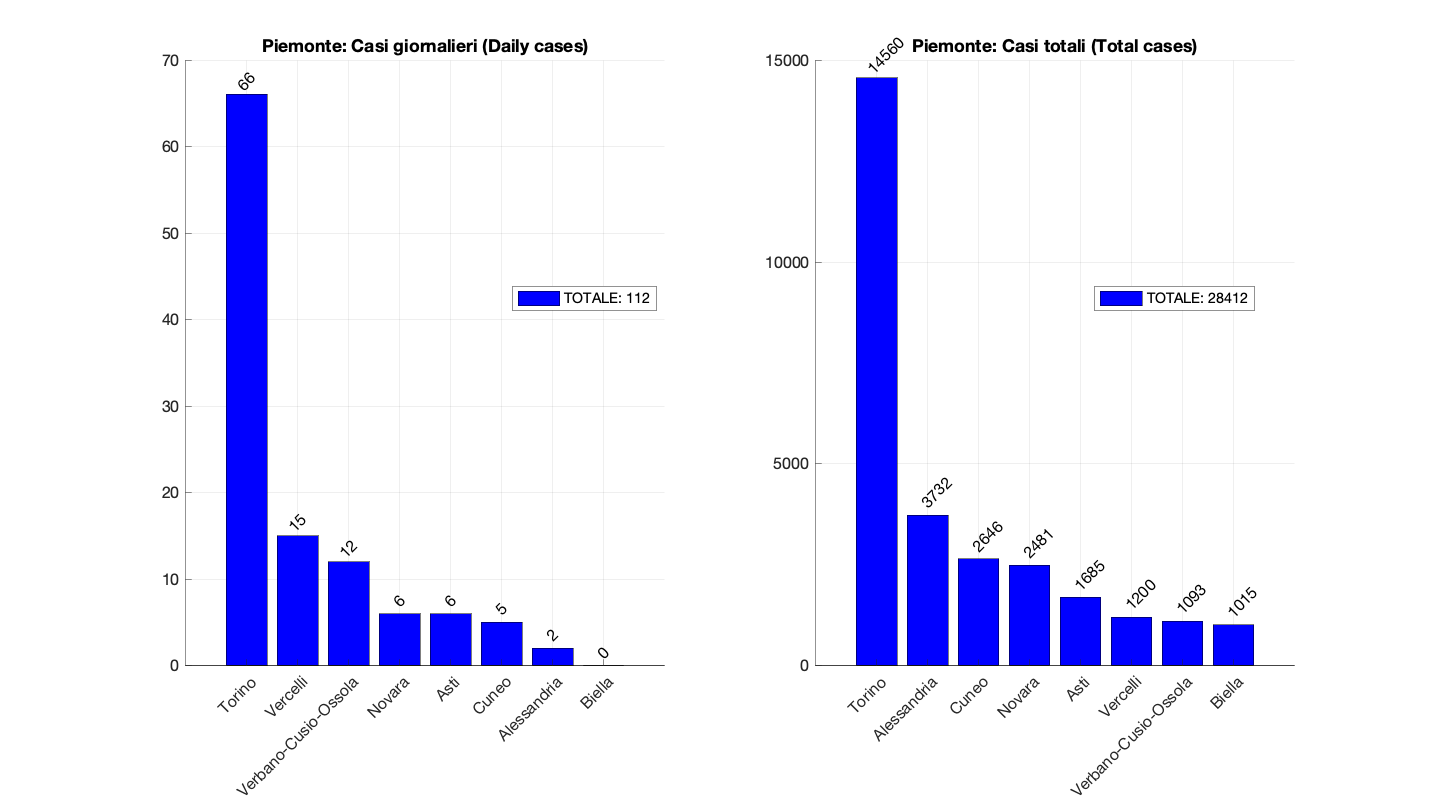 Piemonte: Casi giornalieri (Daily cases)
70
60
50
40
30
20
10
0
66
15
12
6
6
5
2
0
TOTALE: 112
Torino
Vercelli
Verbano-Cusio-Ossola
Novara
Asti
Cuneo
Alessandria
Biella
Piemonte: Casi totali (Total cases)
15000
10000
5000
0
14560
3732
2646
2481
1685
1200
1093
1015
TOTALE: 28412
Torino
Alessandria
Cuneo
Novara
Asti
Vercelli
Verbano-Cusio-Ossola
Biella